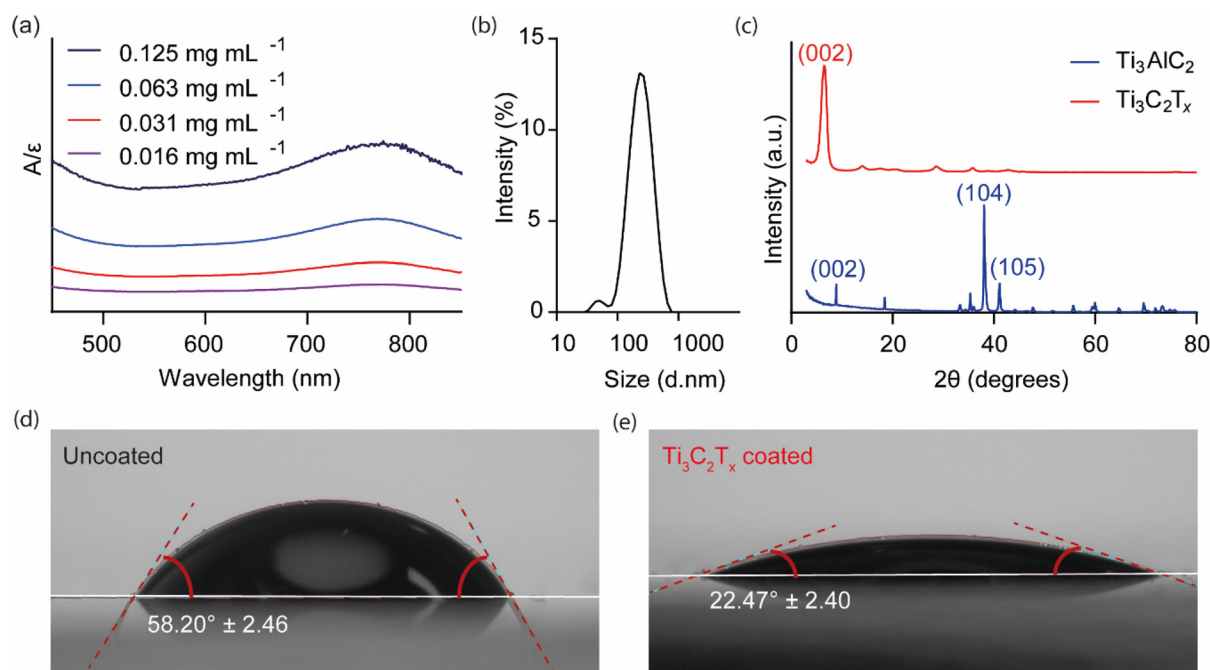 (a)
0.125 mg mL⁻¹
0.063 mg mL⁻¹
0.031 mg mL⁻¹
0.016 mg mL⁻¹
A/ε
500 600 700 800
Wavelength (nm)
(b)
15
10
5
0
Intensity (%)
10 100 1000
Size (d.nm)
(c)
(002)
Ti₃AlC₂
Ti₃C₂Tₓ
(104)
(002)
(105)
Intensity (a.u.)
0 20 40 60 80
2θ (degrees)
(d)
Uncoated
58.20° ± 2.46
(e)
Ti₃C₂Tₓ coated
22.47° ± 2.40